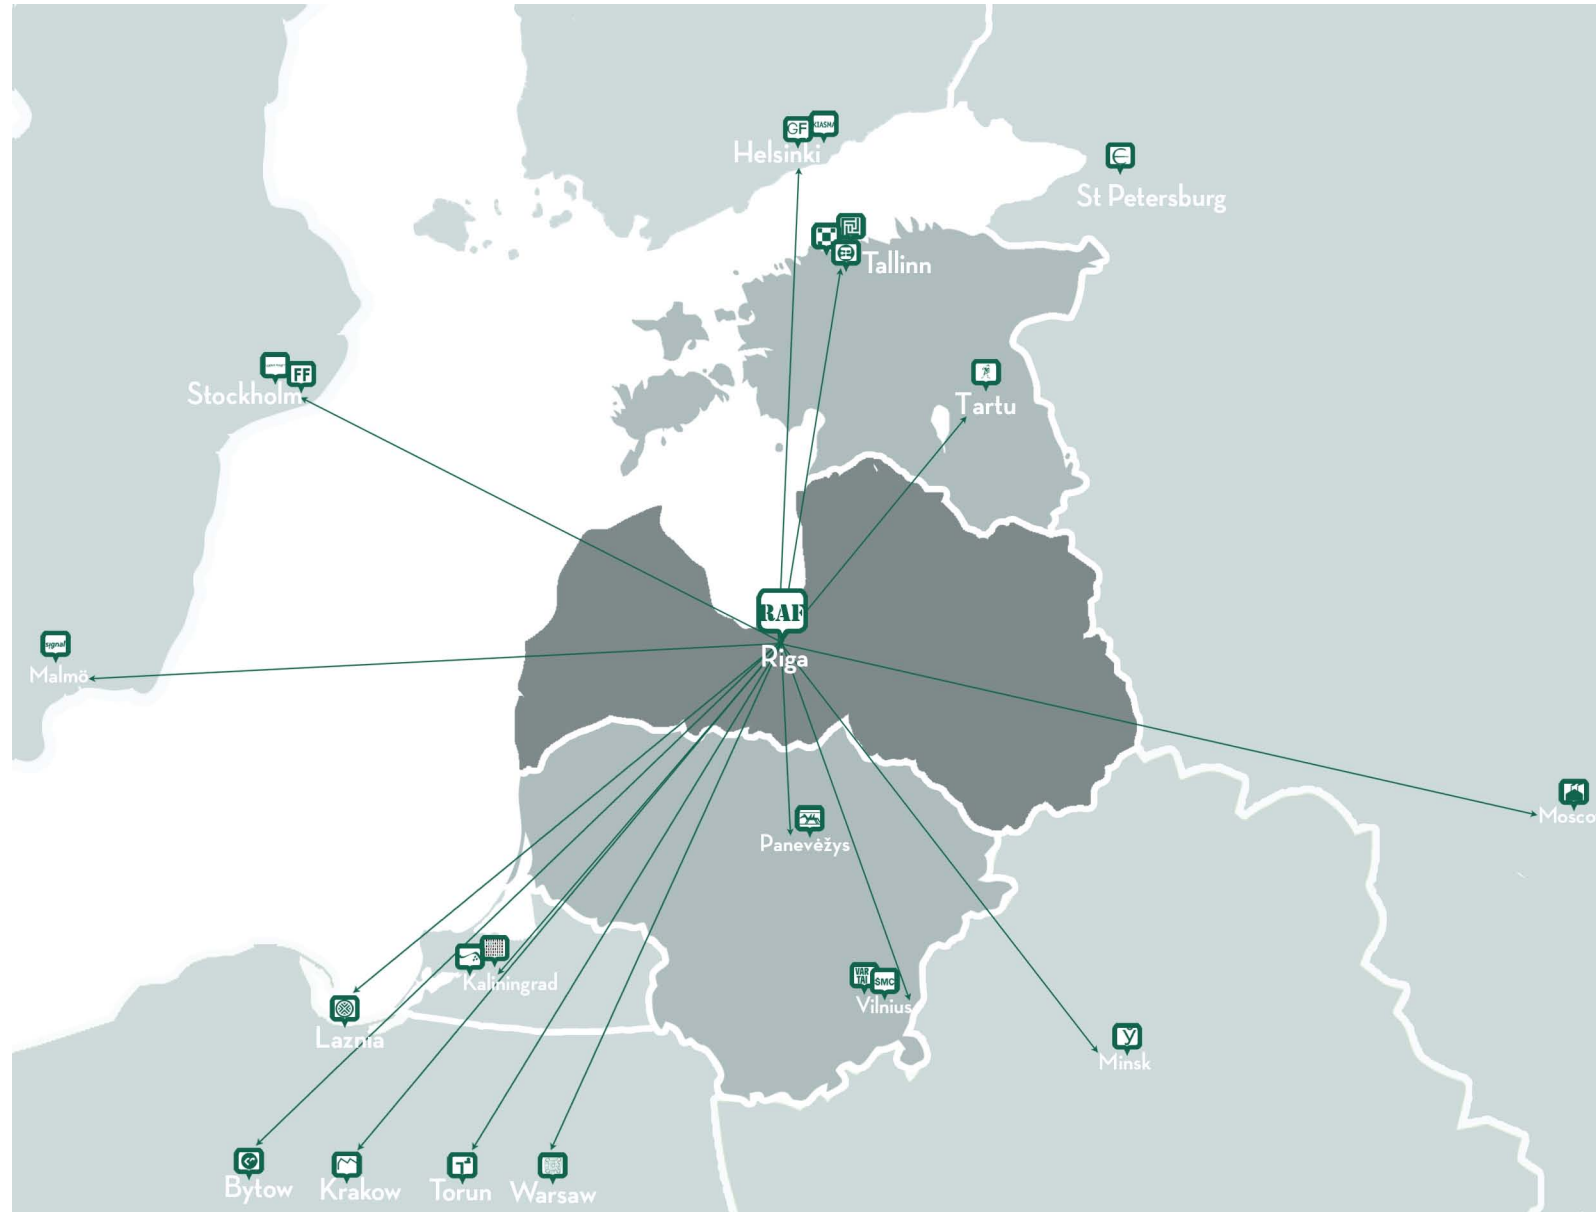 GF
KIASMA
Helsinki
St Petersburg
Tallinn
FF
Stockholm
Tartu
RAF
Riga
signal
Malmö
Mosco
Panevėžys
Kaliningrad
VAR
TAI
ŠMC
Vilnius
Laznia
ў
Minsk
Bytow
Krakow
Torun
Warsaw